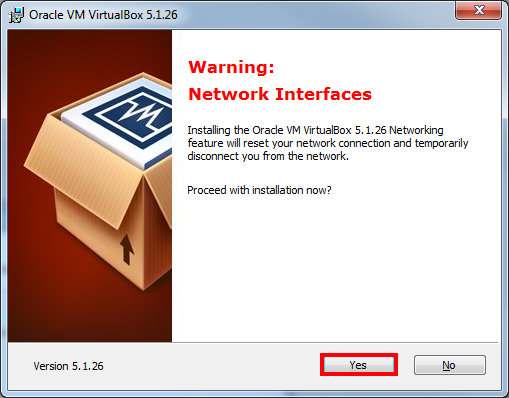 Oracle VM VirtualBox 5.1.26
Warning:
Network Interfaces
Installing the Oracle VM VirtualBox 5.1.26 Networking
feature will reset your network connection and temporarily
disconnect you from the network.
Proceed with installation now?
Version 5.1.26
Yes
No